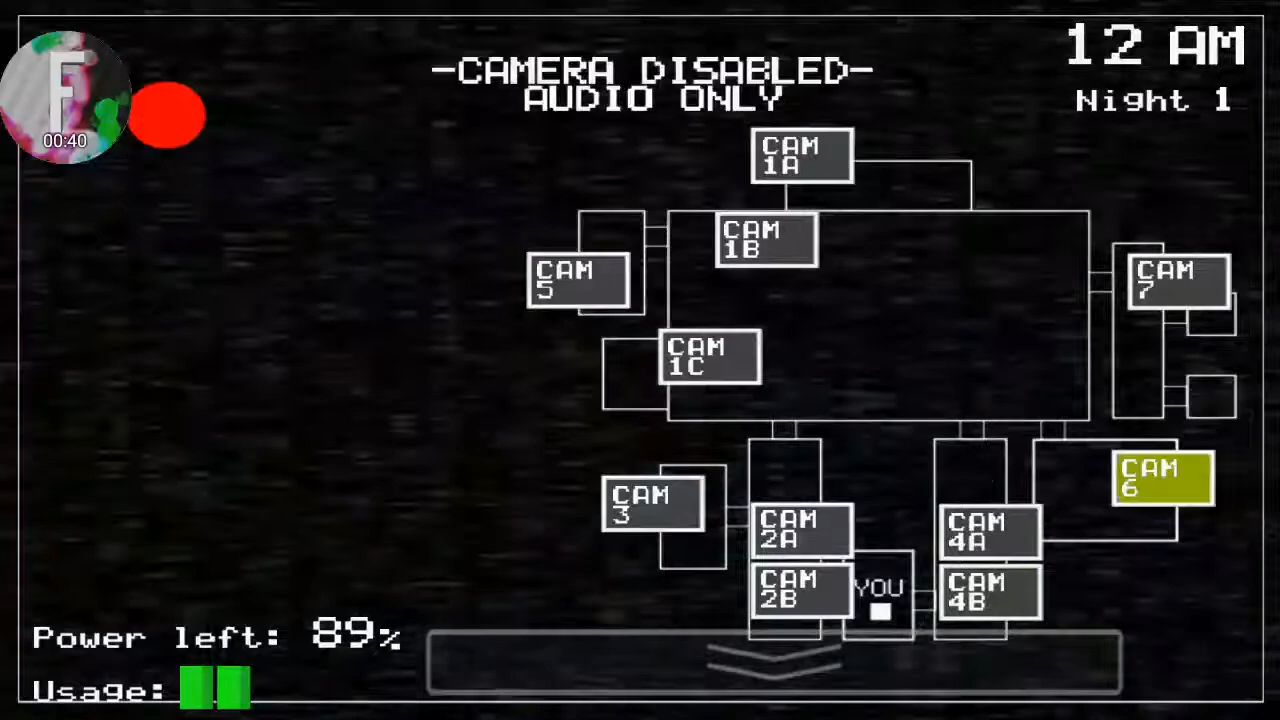 12 AM
Night 1
F
00:40
-CAMERA DISABLED-
AUDIO ONLY
CAM
1A
CAM
1B
CAM
5
CAM
7
CAM
1C
CAM
6
CAM
3
CAM
2A
CAM
4A
CAM
2B
YOU
CAM
4B
Power left: 89%
Usage: